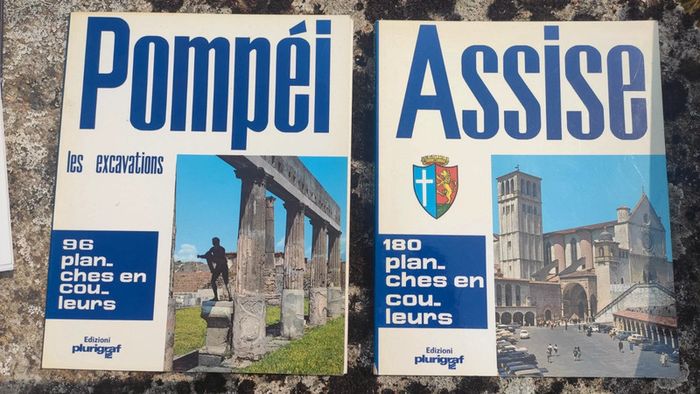 Pompéi
les excavations
96
plan-
ches en
cou-
leurs
Edizioni
plurigraf
Assise
180
plan-
ches en
cou-
leurs
Edizioni
plurigraf